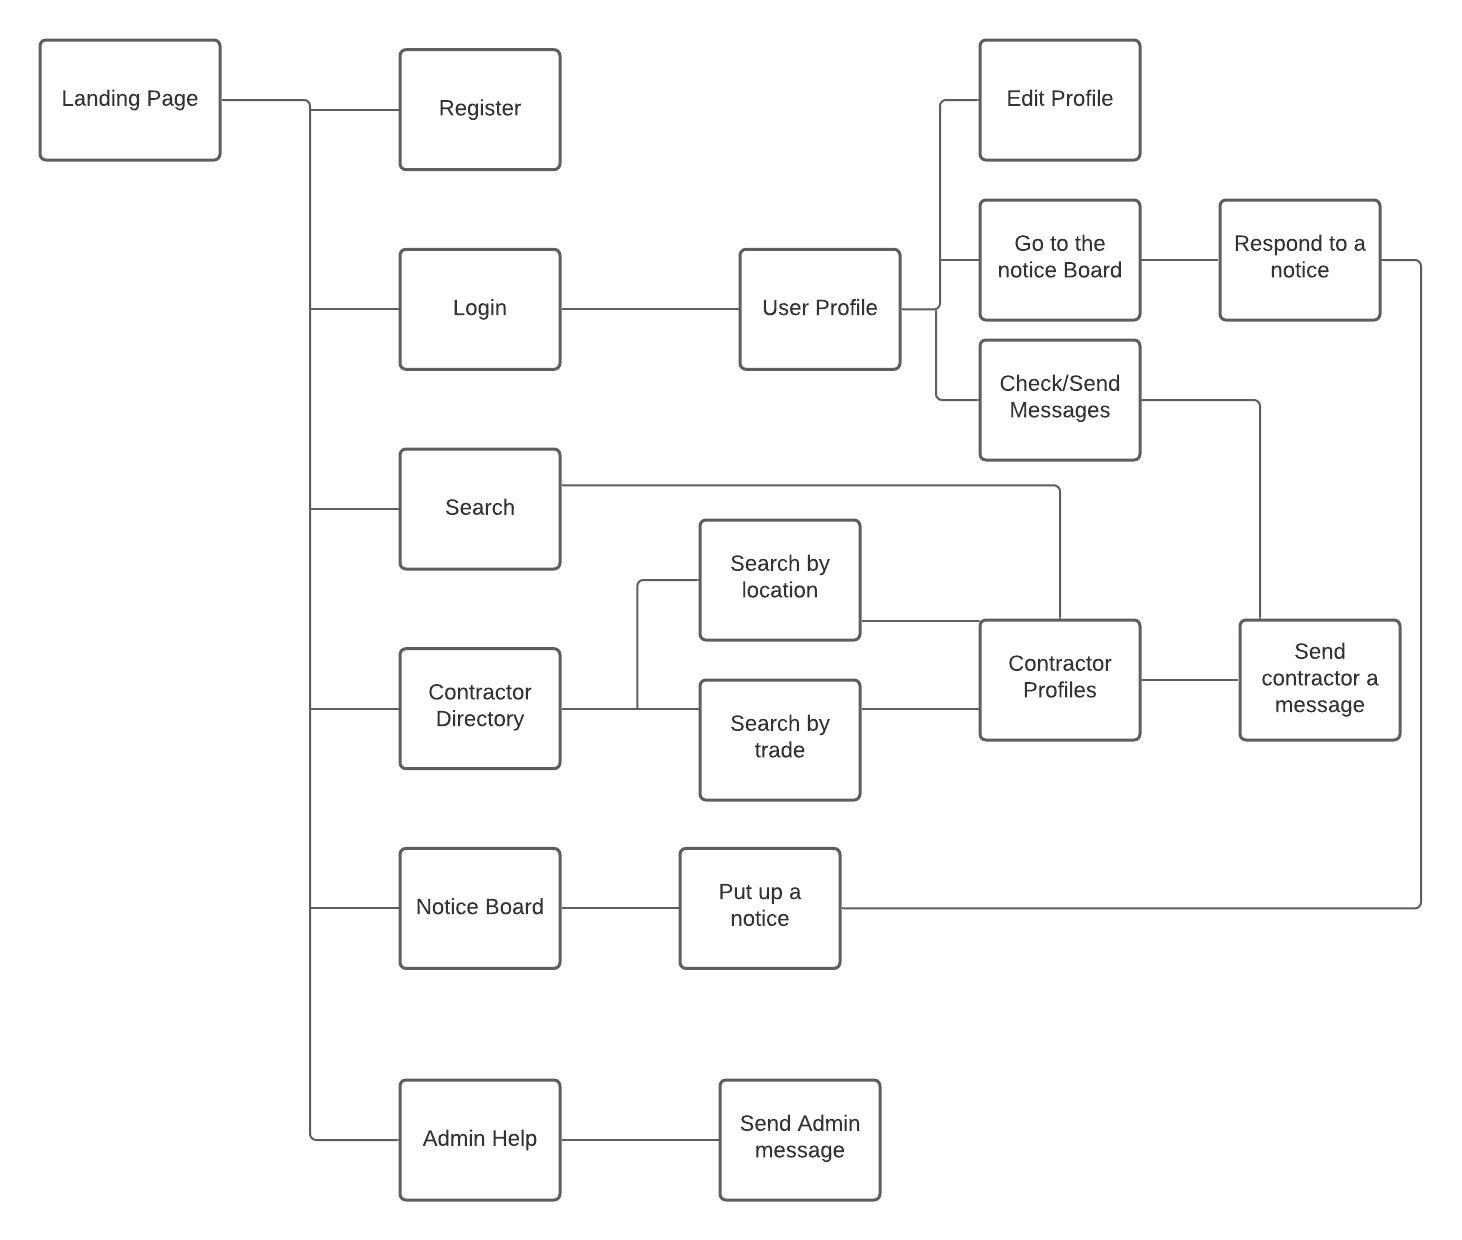 Landing Page
Register
Edit Profile
Go to the
notice Board
Respond to a
notice
Login
User Profile
Check/Send
Messages
Search
Search by
location
Contractor
Directory
Search by
trade
Contractor
Profiles
Send
contractor a
message
Notice Board
Put up a
notice
Admin Help
Send Admin
message